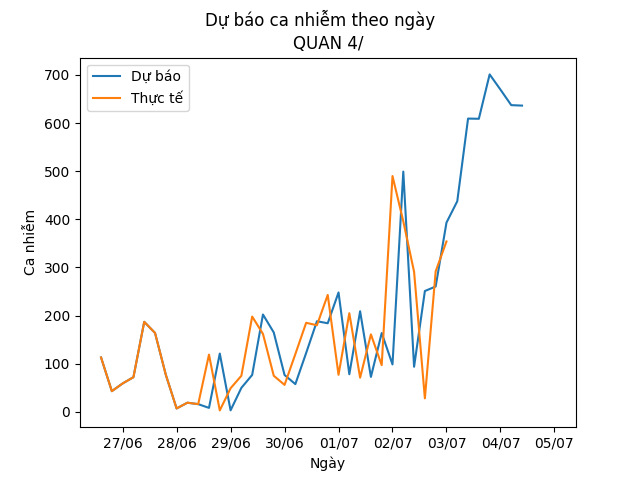 Dự báo ca nhiễm theo ngày
QUAN 4/
Dự báo
Thực tế
700
600
500
400
300
200
100
0
Ca nhiễm
27/06 28/06 29/06 30/06 01/07 02/07 03/07 04/07 05/07
Ngày